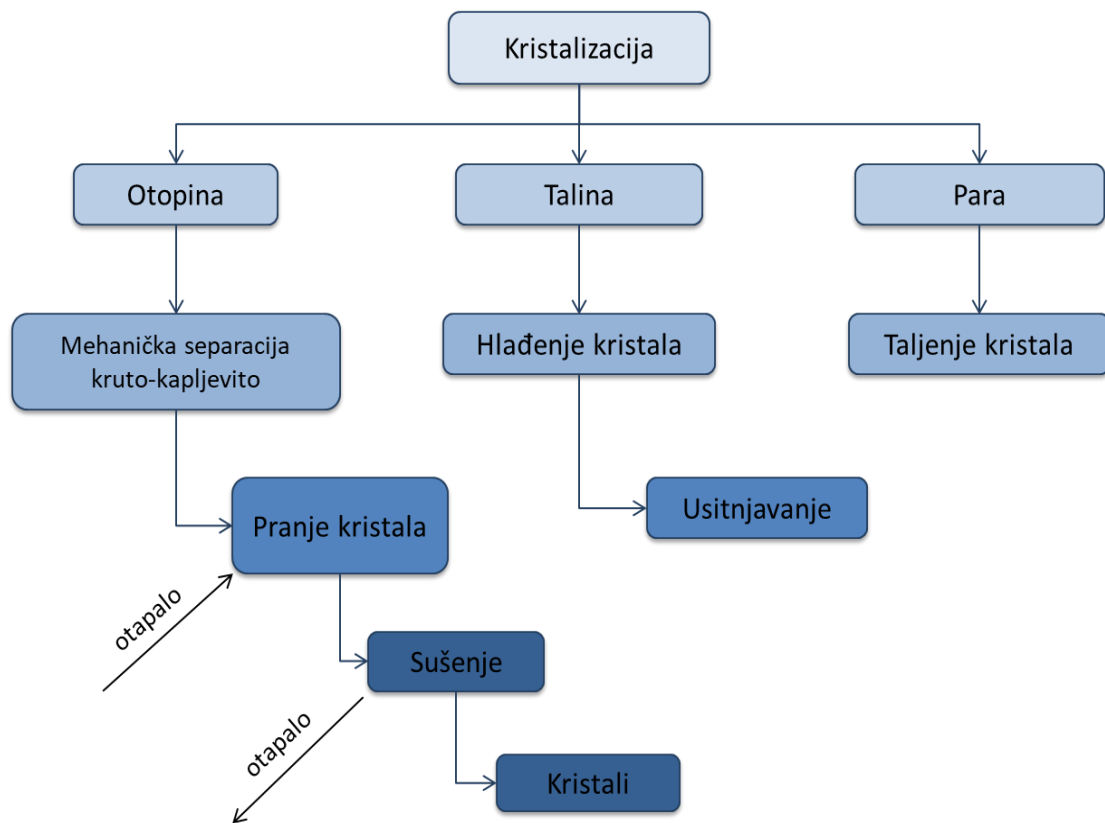 Kristalizacija
Otopina
Talina
Para
Mehanička separacija
kruto-kapljevito
Hlađenje kristala
Taljenje kristala
Pranje kristala
Usitnjavanje
otapalo
Sušenje
otapalo
Kristali